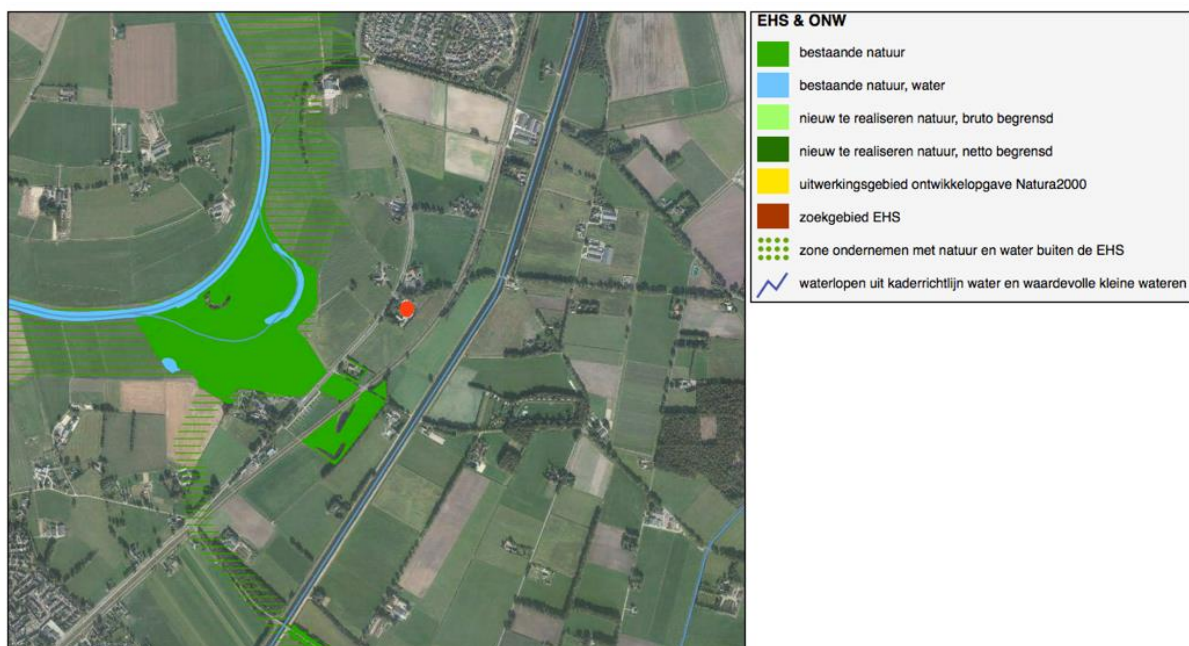 EHS & ONW
bestaande natuur
bestaande natuur, water
nieuw te realiseren natuur, bruto begrensd
nieuw te realiseren natuur, netto begrensd
uitwerkingsgebied ontwikkelopgave Natura2000
zoekgebied EHS
zone ondernemen met natuur en water buiten de EHS
waterlopen uit kaderrichtlijn water en waardevolle kleine wateren